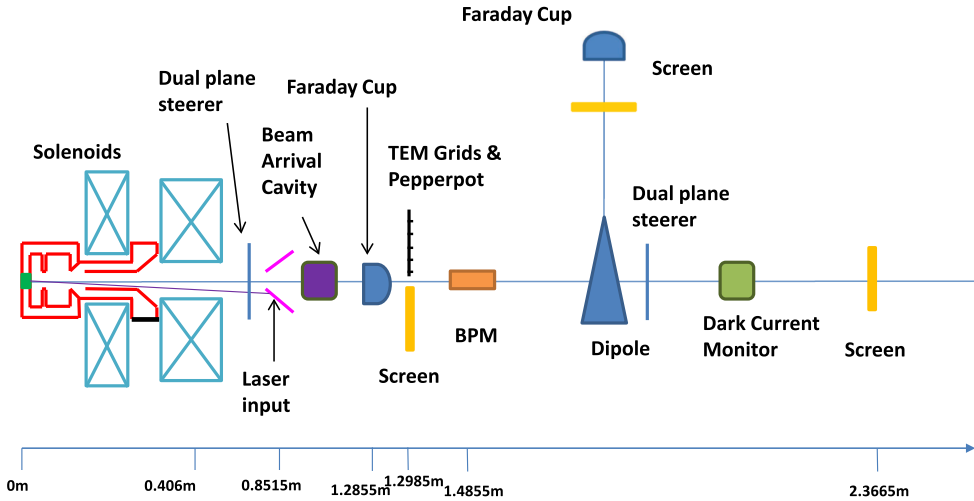 Faraday Cup
Screen
Dual plane
steerer
Faraday Cup
Beam
Arrival
Cavity
TEM Grids &
Pepperpot
Solenoids
Dual plane
steerer
BPM
Dipole
Dark Current
Monitor
Screen
Screen
Laser
input
0m
0.406m
0.8515m
1.2855m
1.2985m
1.4855m
2.3665m